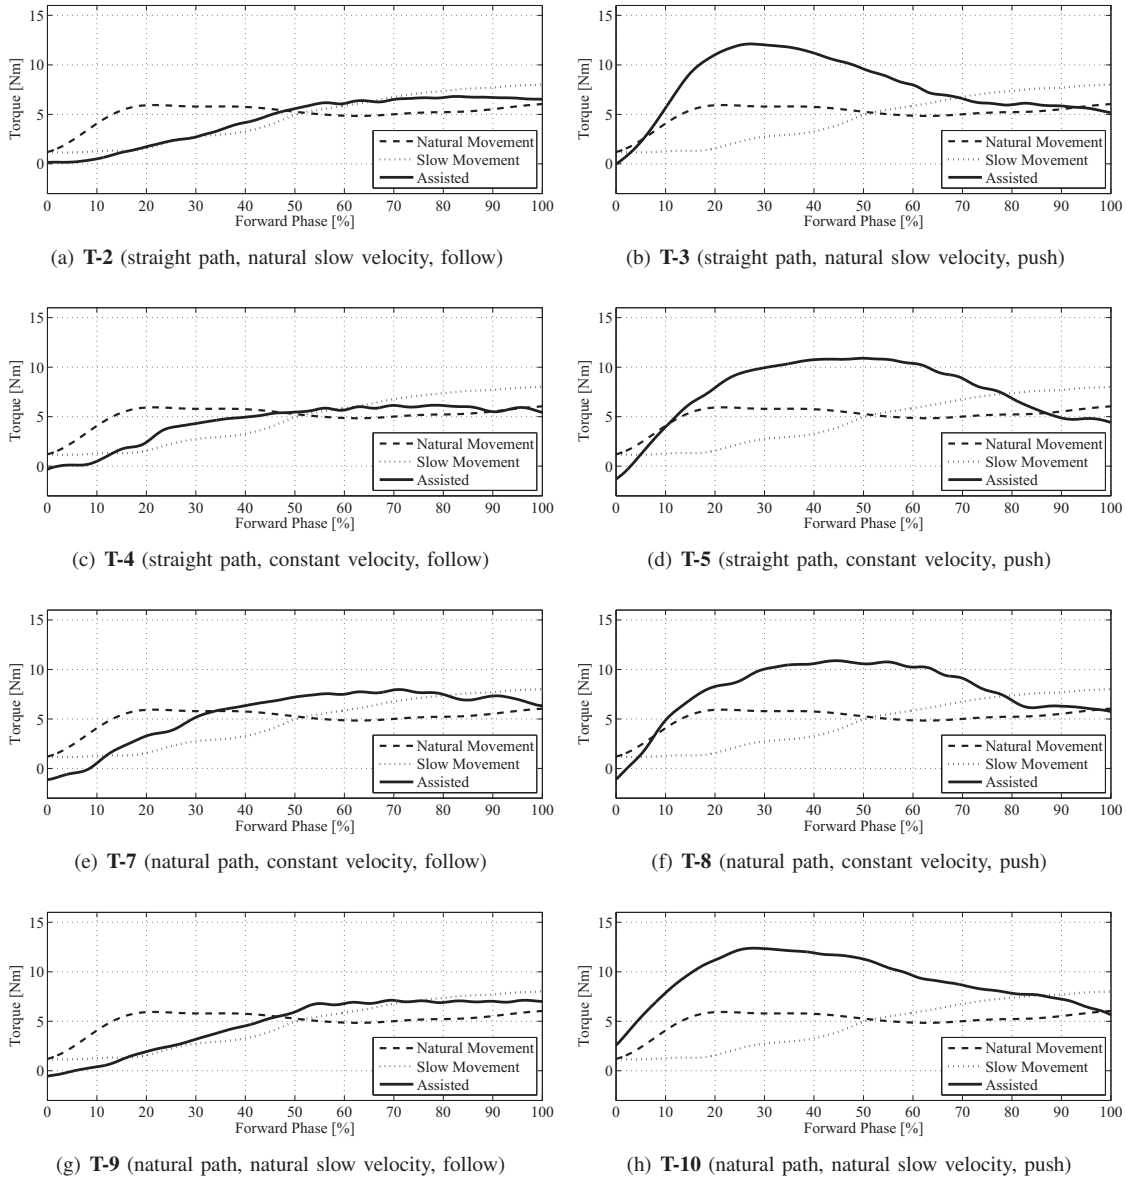 15
10
5
0
Torque [Nm]
0 10 20 30 40 50 60 70 80 90 100
Forward Phase [%]
Natural Movement
Slow Movement
Assisted
(a) T-2 (straight path, natural slow velocity, follow)
15
10
5
0
Torque [Nm]
0 10 20 30 40 50 60 70 80 90 100
Forward Phase [%]
Natural Movement
Slow Movement
Assisted
(b) T-3 (straight path, natural slow velocity, push)
15
10
5
0
Torque [Nm]
0 10 20 30 40 50 60 70 80 90 100
Forward Phase [%]
Natural Movement
Slow Movement
Assisted
(c) T-4 (straight path, constant velocity, follow)
15
10
5
0
Torque [Nm]
0 10 20 30 40 50 60 70 80 90 100
Forward Phase [%]
Natural Movement
Slow Movement
Assisted
(d) T-5 (straight path, constant velocity, push)
15
10
5
0
Torque [Nm]
0 10 20 30 40 50 60 70 80 90 100
Forward Phase [%]
Natural Movement
Slow Movement
Assisted
(e) T-7 (natural path, constant velocity, follow)
15
10
5
0
Torque [Nm]
0 10 20 30 40 50 60 70 80 90 100
Forward Phase [%]
Natural Movement
Slow Movement
Assisted
(f) T-8 (natural path, constant velocity, push)
15
10
5
0
Torque [Nm]
0 10 20 30 40 50 60 70 80 90 100
Forward Phase [%]
Natural Movement
Slow Movement
Assisted
(g) T-9 (natural path, natural slow velocity, follow)
15
10
5
0
Torque [Nm]
0 10 20 30 40 50 60 70 80 90 100
Forward Phase [%]
Natural Movement
Slow Movement
Assisted
(h) T-10 (natural path, natural slow velocity, push)